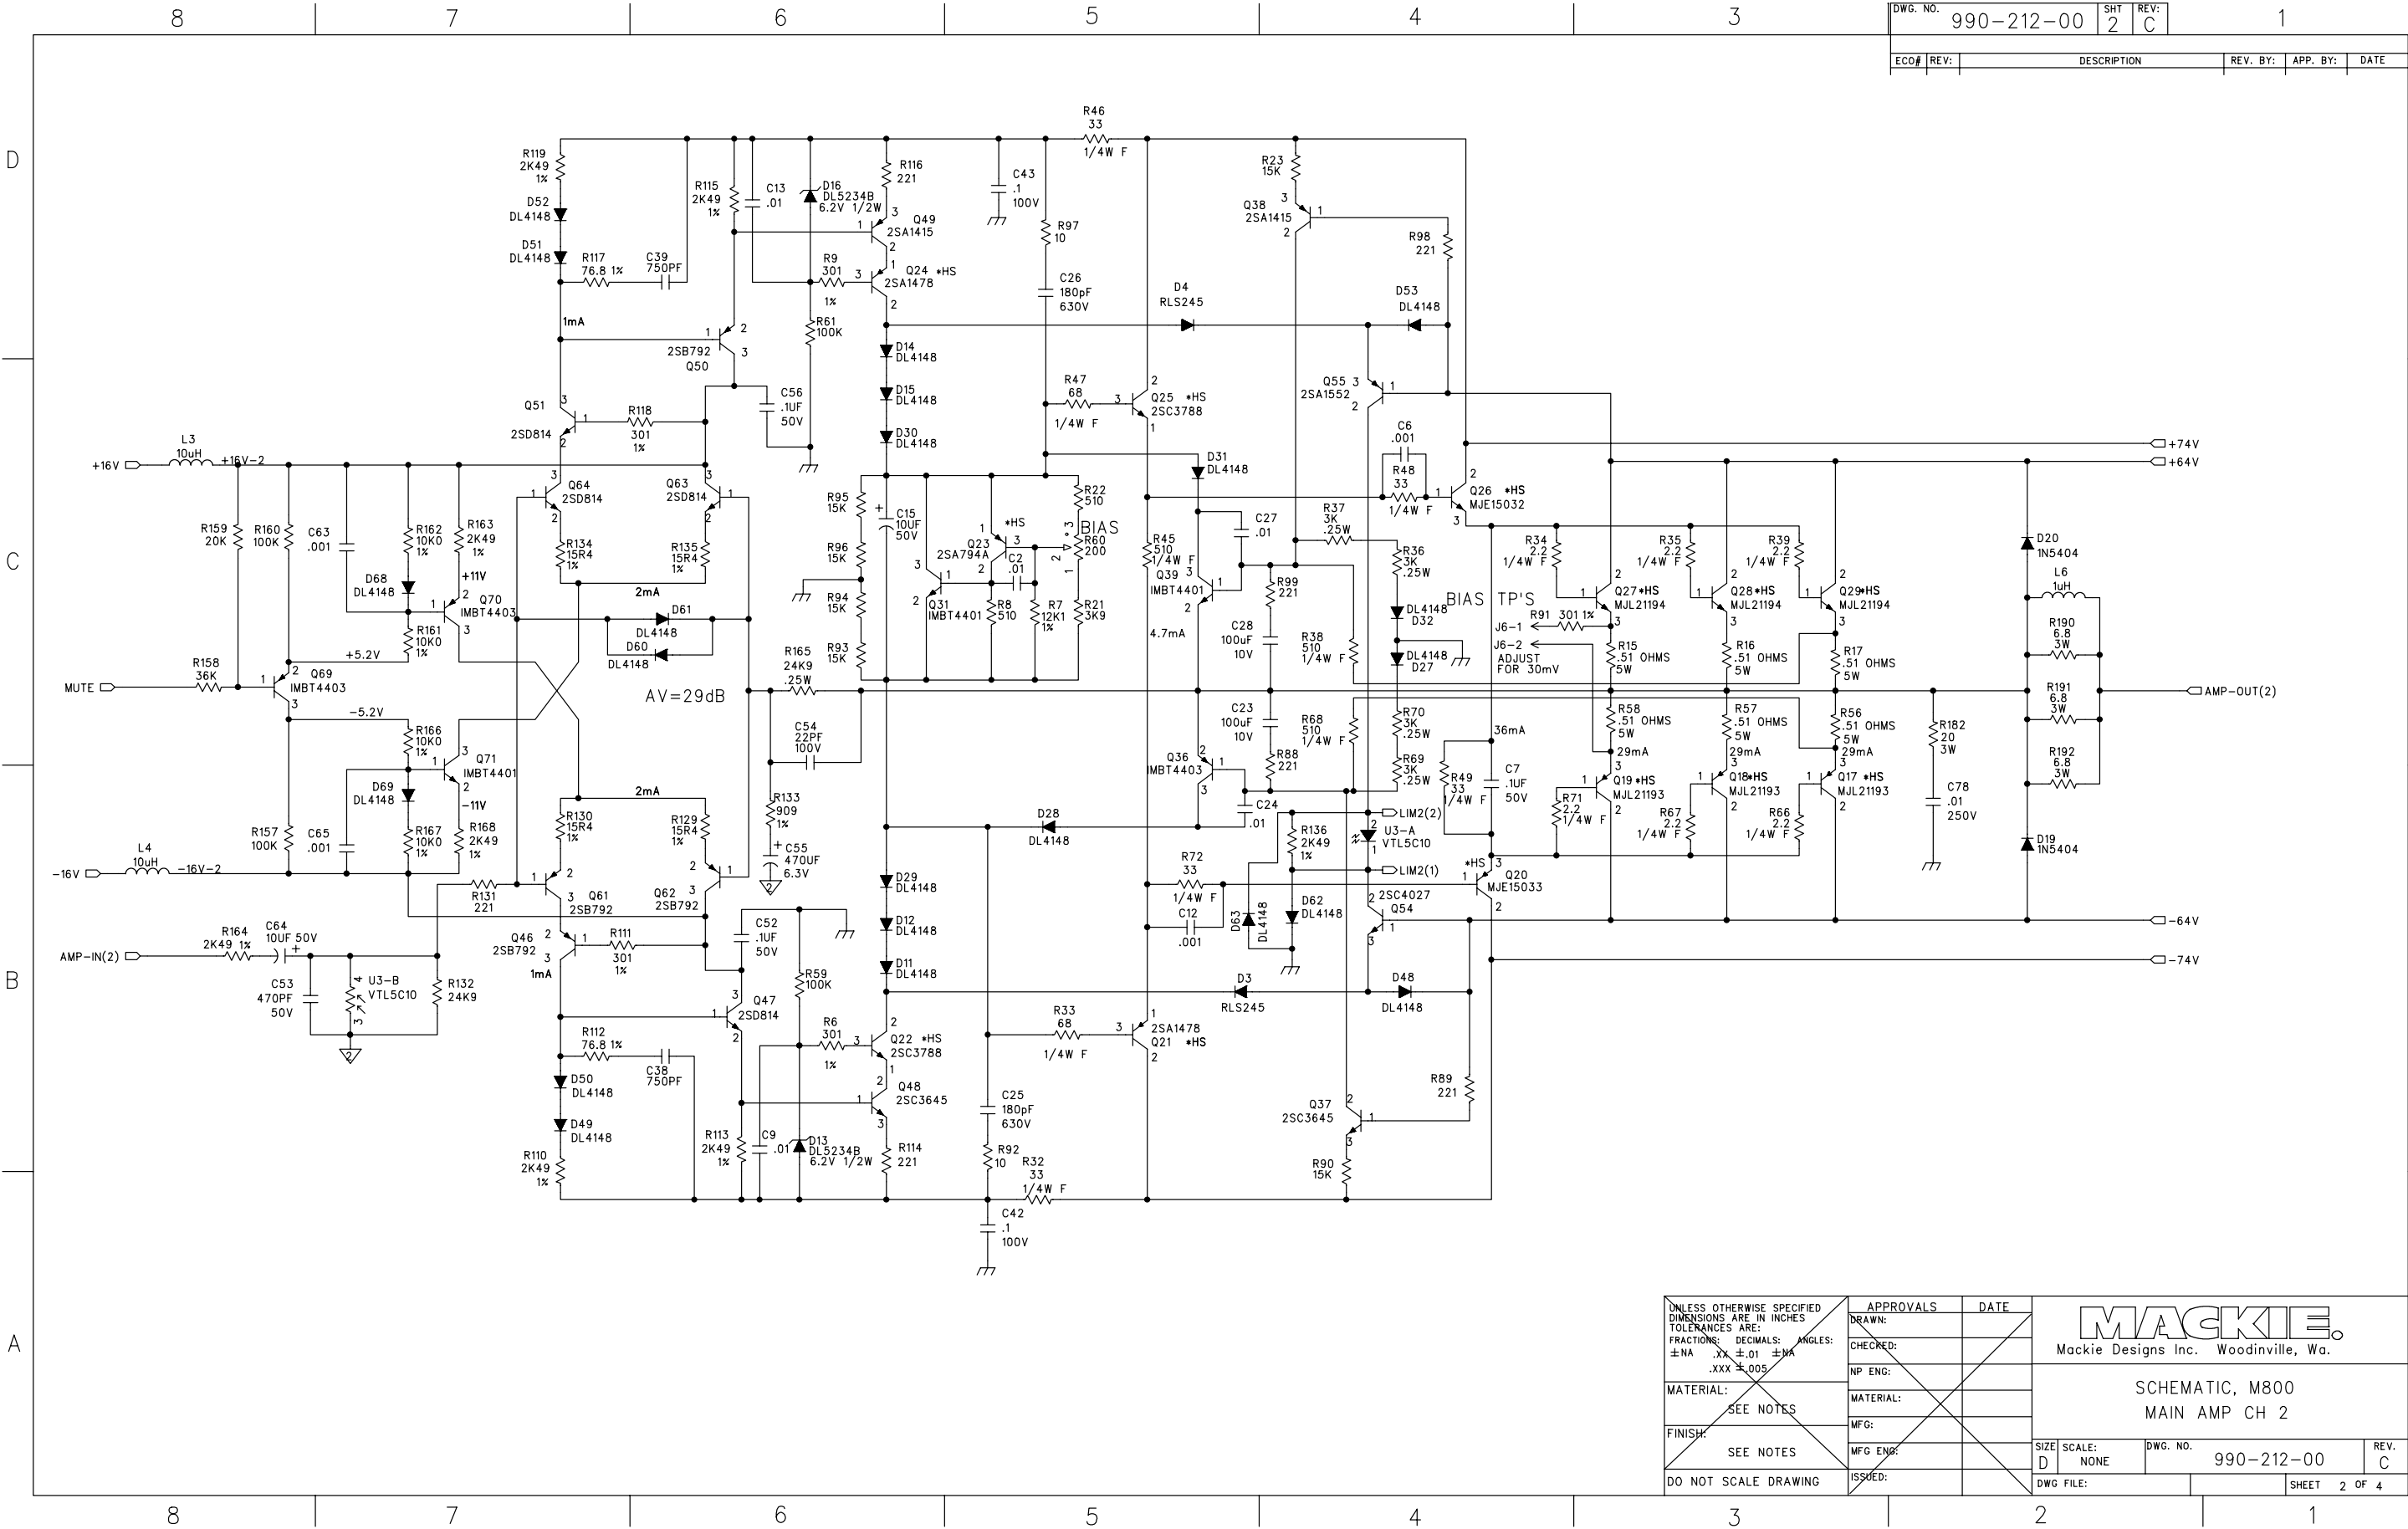 8 7 6 5 4 3 1
DWG. NO. 990-212-00 SHT 2 REV: C
ECO# REV: DESCRIPTION REV. BY: APP. BY: DATE
D
C
B
A
R46
33
1/4W F
R119
2K49
1%
D52
DL4148
D51
DL4148
R117
76.8 1%
C39
750PF
R115
2K49
1%
C13
.01
D16
DL5234B
6.2V 1/2W
R116
221
Q49
2SA1415
R9
301
1%
Q24 *HS
2SA1478
R61
100K
1mA
2SB792
Q50
C43
.1
100V
R97
10
C26
180pF
630V
R23
15K
Q38
2SA1415
R98
221
D4
RLS245
D53
DL4148
D14
DL4148
D15
DL4148
D30
DL4148
C56
.1UF
50V
Q51
2SD814
R118
301
1%
R47
68
1/4W F
Q25 *HS
2SC3788
Q55
2SA1552
C6
.001
R48
33
1/4W F
Q26 *HS
MJE15032
+74V
+64V
L3
10uH
+16V
+16V-2
R159
20K
R160
100K
C63
.001
R162
10K0
1%
R163
2K49
1%
+11V
D68
DL4148
Q70
IMBT4403
R161
10K0
1%
+5.2V
Q64
2SD814
Q63
2SD814
R134
15R4
1%
R135
15R4
1%
2mA
D61
DL4148
D60
DL4148
R95
15K
R96
15K
R94
15K
R93
15K
C15
10UF
50V
*HS
Q23
2SA794A
C2
.01
Q31
IMBT4401
R8
510
R7
12K1
1%
R22
510
BIAS
R60
200
R21
3K9
D31
DL4148
C27
.01
R45
510
1/4W F
Q39
IMBT4401
4.7mA
R99
221
C28
100uF
10V
R37
3K
.25W
R36
3K
.25W
DL4148
D32
DL4148
D27
R38
510
1/4W F
BIAS TP'S
R91 301 1%
J6-1
J6-2
ADJUST
FOR 30mV
R34
2.2
1/4W F
R35
2.2
1/4W F
R39
2.2
1/4W F
Q27*HS
MJL21194
Q28*HS
MJL21194
Q29*HS
MJL21194
R15
.51 OHMS
5W
R16
.51 OHMS
5W
R17
.51 OHMS
5W
D20
1N5404
L6
1uH
R190
6.8
3W
R191
6.8
3W
R192
6.8
3W
AMP-OUT(2)
MUTE
R158
36K
Q69
IMBT4403
-5.2V
R166
10K0
1%
Q71
IMBT4401
-11V
D69
DL4148
R157
100K
C65
.001
R167
10K0
1%
R168
2K49
1%
L4
10uH
-16V
-16V-2
AV=29dB
R165
24K9
.25W
C54
22PF
100V
R133
909
1%
C55
470UF
6.3V
2
2mA
R130
15R4
1%
R129
15R4
1%
Q61
2SB792
Q62
2SB792
R131
221
C23
100uF
10V
R88
221
Q36
IMBT4403
C24
.01
R68
510
1/4W F
R70
3K
.25W
R69
3K
.25W
36mA
R49
33
1/4W F
C7
.1UF
50V
R58
.51 OHMS
5W
R57
.51 OHMS
5W
R56
.51 OHMS
5W
29mA
29mA
29mA
Q19*HS
MJL21193
Q18*HS
MJL21193
Q17 *HS
MJL21193
R71
2.2
1/4W F
R67
2.2
1/4W F
R66
2.2
1/4W F
R182
20
3W
C78
.01
250V
D19
1N5404
D28
DL4148
LIM2(2)
R136
2K49
1%
U3-A
VTL5C10
LIM2(1)
R72
33
1/4W F
C12
.001
D63
DL4148
D62
DL4148
*HS
Q20
MJE15033
2SC4027
Q54
-64V
-74V
AMP-IN(2)
R164
2K49 1%
C64
10UF 50V
C53
470PF
50V
U3-B
VTL5C10
R132
24K9
2
Q46
2SB792
1mA
R111
301
1%
C52
.1UF
50V
R59
100K
Q47
2SD814
D29
DL4148
D12
DL4148
D11
DL4148
R112
76.8 1%
C38
750PF
D50
DL4148
D49
DL4148
R110
2K49
1%
R6
301
1%
Q22 *HS
2SC3788
Q48
2SC3645
R113
2K49
1%
C9
.01
D13
DL5234B
6.2V 1/2W
R114
221
D3
RLS245
D48
DL4148
R33
68
1/4W F
2SA1478
Q21 *HS
C25
180pF
630V
R92
10
R32
33
1/4W F
C42
.1
100V
Q37
2SC3645
R89
221
R90
15K
UNLESS OTHERWISE SPECIFIED
DIMENSIONS ARE IN INCHES
TOLERANCES ARE:
FRACTIONS: DECIMALS: ANGLES:
±NA .XX ±.01 ±NA
.XXX ±.005
MATERIAL:
SEE NOTES
FINISH:
SEE NOTES
DO NOT SCALE DRAWING
APPROVALS DATE
DRAWN:
CHECKED:
NP ENG:
MATERIAL:
MFG:
MFG ENG:
ISSUED:
MACKIE.
Mackie Designs Inc. Woodinville, Wa.
SCHEMATIC, M800
MAIN AMP CH 2
SIZE D SCALE: NONE DWG. NO. 990-212-00 REV. C
DWG FILE: SHEET 2 OF 4
8 7 6 5 4 3 2 1